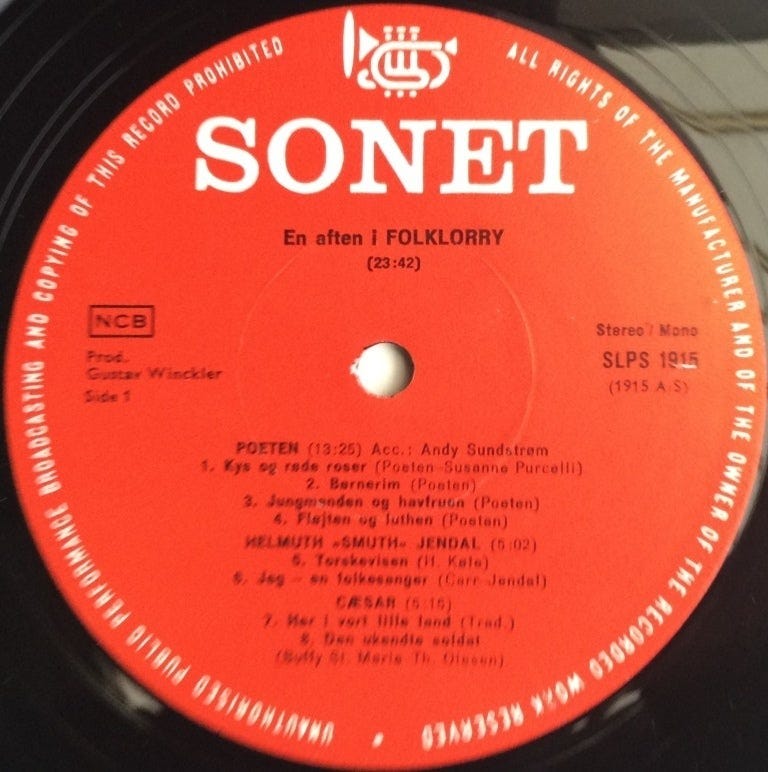 UNAUTHORISED PUBLIC PERFORMANCE BROADCASTING AND COPYING OF THIS RECORD PROHIBITED
ALL RIGHTS OF THE MANUFACTURER AND OF THE OWNER OF THE RECORDED WORK RESERVED
SONET
En aften i FOLKLORRY
(23:42)
NCB
Prod.
Gustav Winckler
Side 1
Stereo / Mono
SLPS 1915
(1915 A/S)
POETEN (13:25) Acc.: Andy Sundstrøm
1. Kys og røde roser (Poeten-Susanne Purcelli)
2. Børnerim (Poeten)
3. Jungmanden og havfruen (Poeten)
4. Fløjten og luthen (Poeten)
HELMUTH »SMUTH« JENDAL (5:02)
5. Torskevisen (H. Køie)
6. Jeg – en folkesanger (Carr-Jendal)
CÆSAR (5:15)
7. Her i vort lille land (Trad.)
8. Den ukendte soldat
(Buffy St. Marie Th. Olesen)